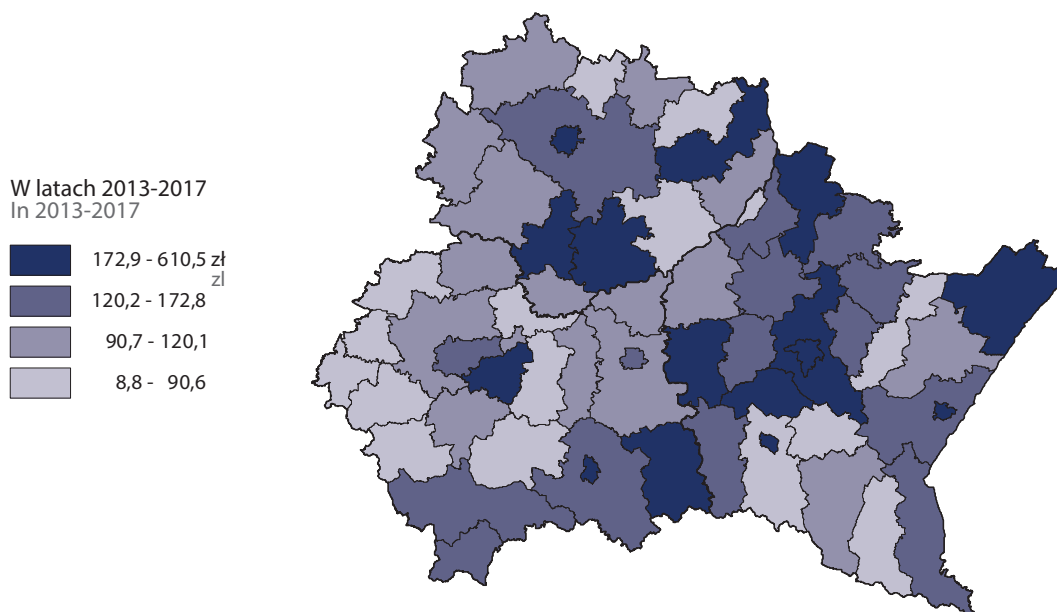 W latach 2013-2017
In 2013-2017
172,9 - 610,5 zł
zl
120,2 - 172,8
90,7 - 120,1
8,8 - 90,6